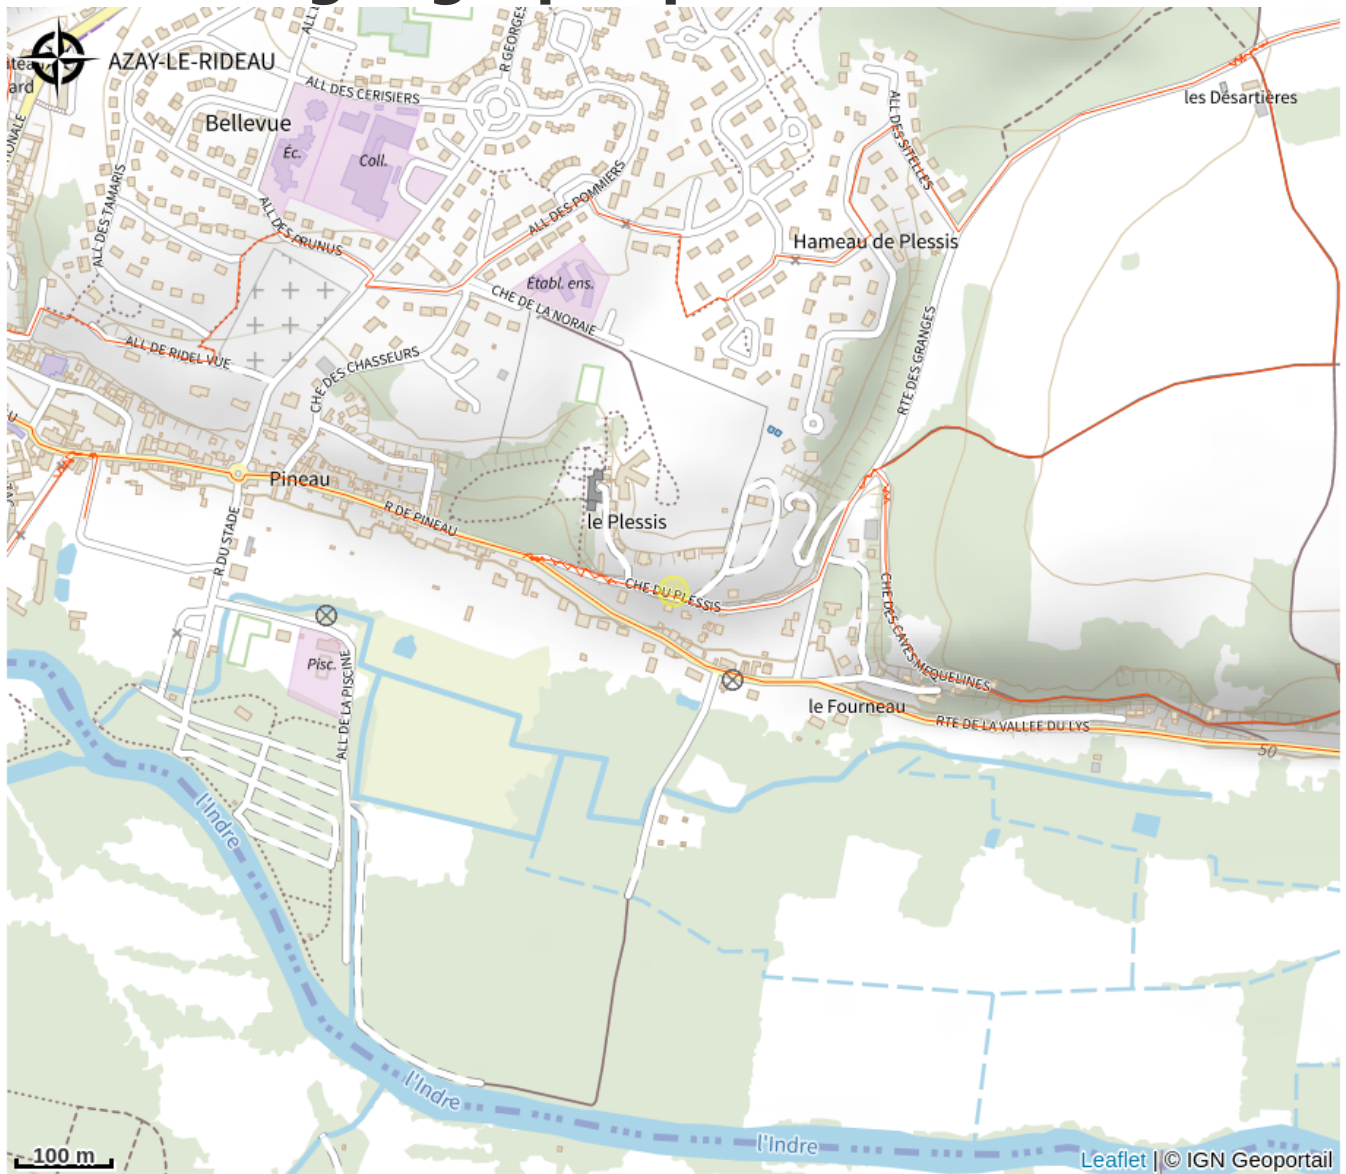 AZAY-LE-RIDEAU
ALL DES CERISIERS
R GEORGES
Bellevue
Éc.
Coll.
ALL DES TAMARIS
ALL DES PRUNUS
ALL DES POMMIERS
ALL DES SITELLES
les Désartières
Hameau de Plessis
Établ. ens.
CHE DE LA NORAIE
ALL DE RIDEL VUE
CHE DES CHASSEURS
RTE DES GRANGES
Pineau
R DE PINEAU
le Plessis
R DU STADE
CHE DU PLESSIS
CHE DES CAVES MEQUELINES
Pisc.
ALL DE LA PISCINE
le Fourneau
RTE DE LA VALLEE DU LYS
50
l'Indre
l'Indre
l'Indre
100 m
Leaflet | © IGN Geoportail